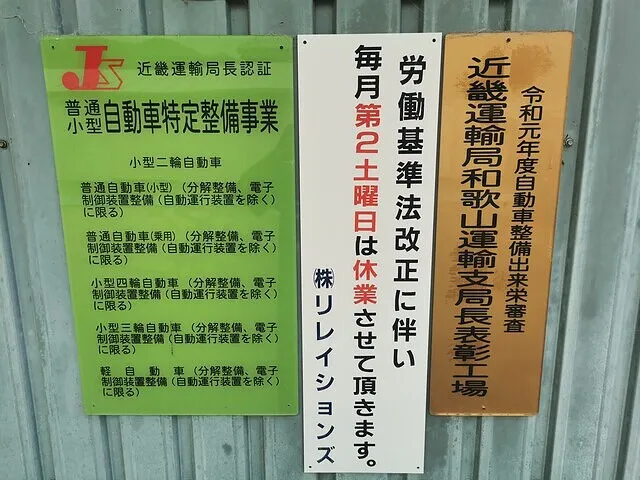 JS
近畿運輸局長認証
普通
小型
自動車特定整備事業
小型二輪自動車
普通自動車(小型)(分解整備、電子
制御装置整備(自動運行装置を除く)
に限る)
普通自動車(乗用)(分解整備、電子
制御装置整備(自動運行装置を除く)
に限る)
小型四輪自動車(分解整備、電子
制御装置整備(自動運行装置を除く)
に限る)
小型三輪自動車(分解整備、電子
制御装置整備(自動運行装置を除く)
に限る)
軽自動車(分解整備、電子
制御装置整備(自動運行装置を除く)
に限る)
労働基準法改正に伴い
毎月第2土曜日は休業させて頂きます。
㈱リレイションズ
令和元年度自動車整備出来栄審査
近畿運輸局和歌山運輸支局長表彰工場